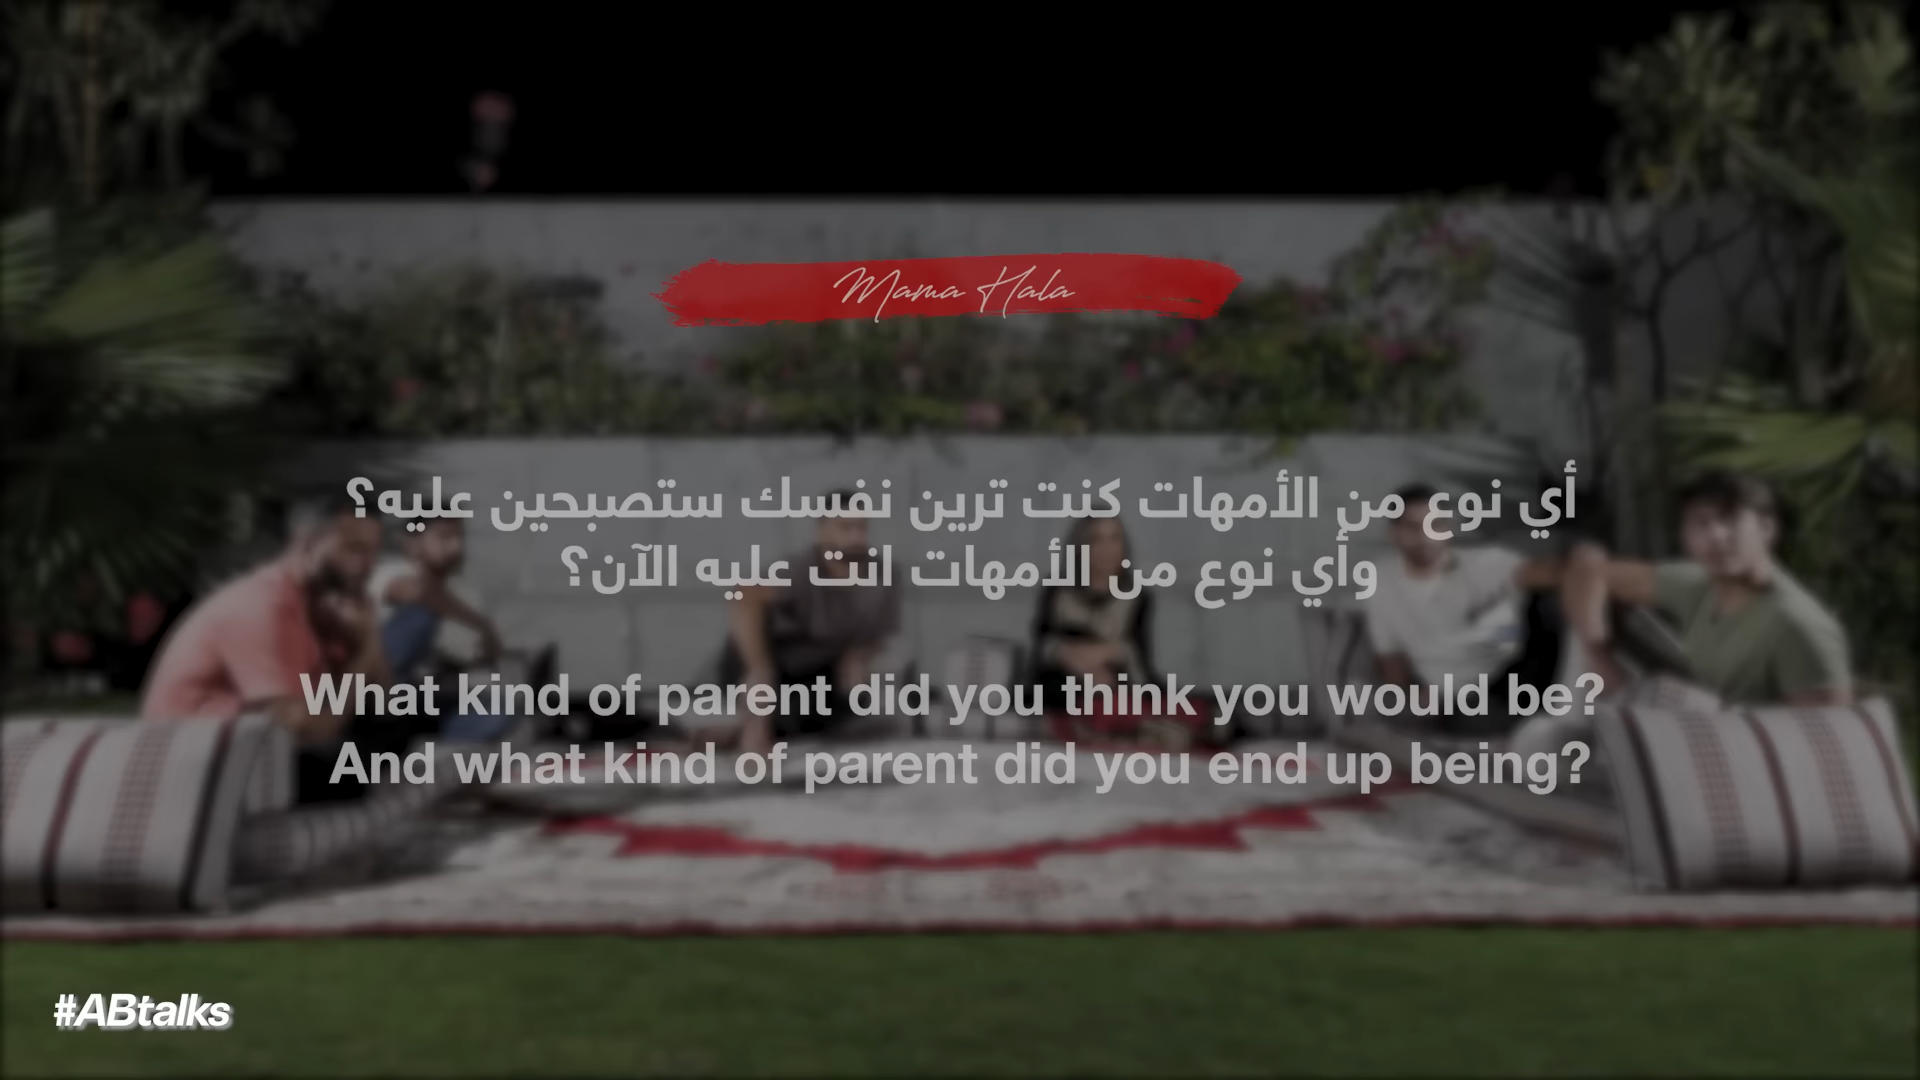 Mama Hala
أي نوع من الأمهات كنت ترين نفسك ستصبحين عليه؟
وأي نوع من الأمهات انت عليه الآن؟
What kind of parent did you think you would be?
And what kind of parent did you end up being?
#ABtalks